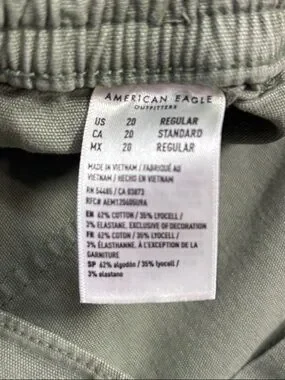 AMERICAN EAGLE
OUTFITTERS
US 20 REGULAR
CA 20 STANDARD
MX 20 REGULAR
MADE IN VIETNAM / FABRIQUÉ AU
VIETNAM / HECHO EN VIETNAM
RN 54485 / CA 03873
RFC# AEM120605U9A
EN 62% COTTON / 35% LYOCELL /
3% ELASTANE, EXCLUSIVE OF DECORATION
FR 62% COTON / 35% LYOCELL /
3% ÉLASTHANNE, À L'EXCEPTION DE LA
GARNITURE
SP 62% algodón / 35% lyocell /
3% elastano